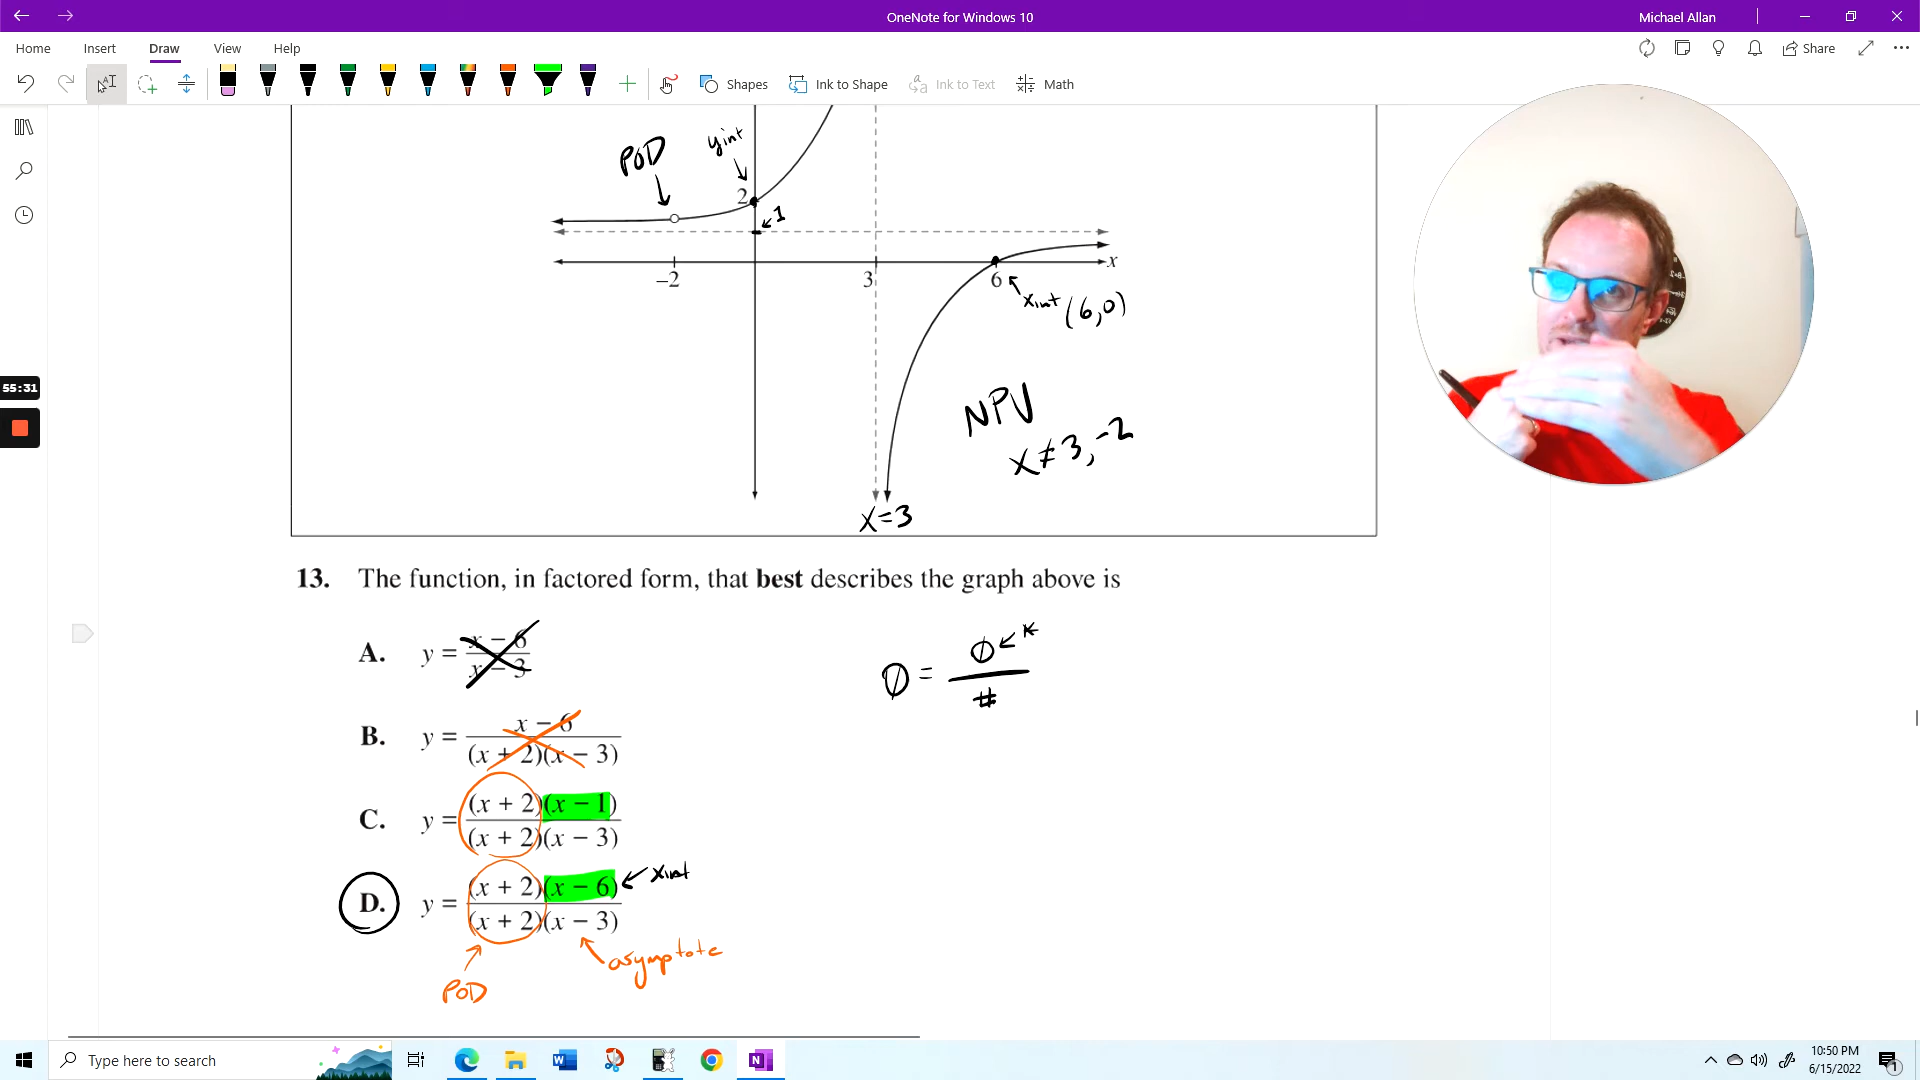 OneNote for Windows 10
Michael Allan
Home Insert Draw View Help
Share
Shapes
Ink to Shape
Ink to Text
Math
POD
yint
2
1
x
-2
3
6
xint (6,0)
NPV
x ≠ 3, -2
x=3
55:31
13. The function, in factored form, that best describes the graph above is
A. y = x − 6 / x − 3
0 = 0 / #
B. y = x − 6 / (x + 2)(x − 3)
C. y = (x + 2)(x − 1) / (x + 2)(x − 3)
D. y = (x + 2)(x − 6) / (x + 2)(x − 3)
xint
POD
asymptote
Type here to search
10:50 PM
6/15/2022
1